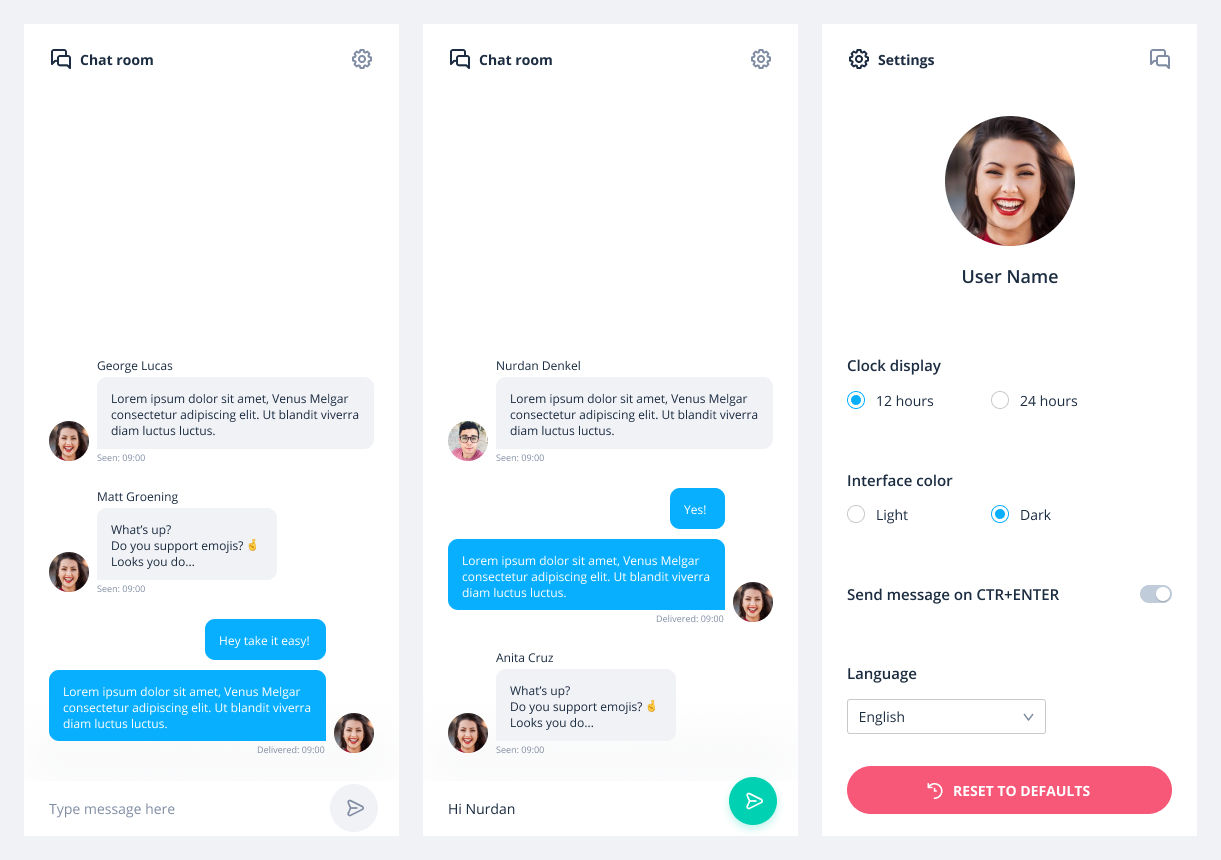 Chat room
George Lucas
Lorem ipsum dolor sit amet, Venus Melgar
consectetur adipiscing elit. Ut blandit viverra
diam luctus luctus.
Seen: 09:00
Matt Groening
What's up?
Do you support emojis? 🤞
Looks you do...
Seen: 09:00
Hey take it easy!
Lorem ipsum dolor sit amet, Venus Melgar
consectetur adipiscing elit. Ut blandit viverra
diam luctus luctus.
Delivered: 09:00
Type message here
Chat room
Nurdan Denkel
Lorem ipsum dolor sit amet, Venus Melgar
consectetur adipiscing elit. Ut blandit viverra
diam luctus luctus.
Seen: 09:00
Yes!
Lorem ipsum dolor sit amet, Venus Melgar
consectetur adipiscing elit. Ut blandit viverra
diam luctus luctus.
Delivered: 09:00
Anita Cruz
What's up?
Do you support emojis? 🤞
Looks you do...
Seen: 09:00
Hi Nurdan
Settings
User Name
Clock display
12 hours
24 hours
Interface color
Light
Dark
Send message on CTR+ENTER
Language
English
RESET TO DEFAULTS